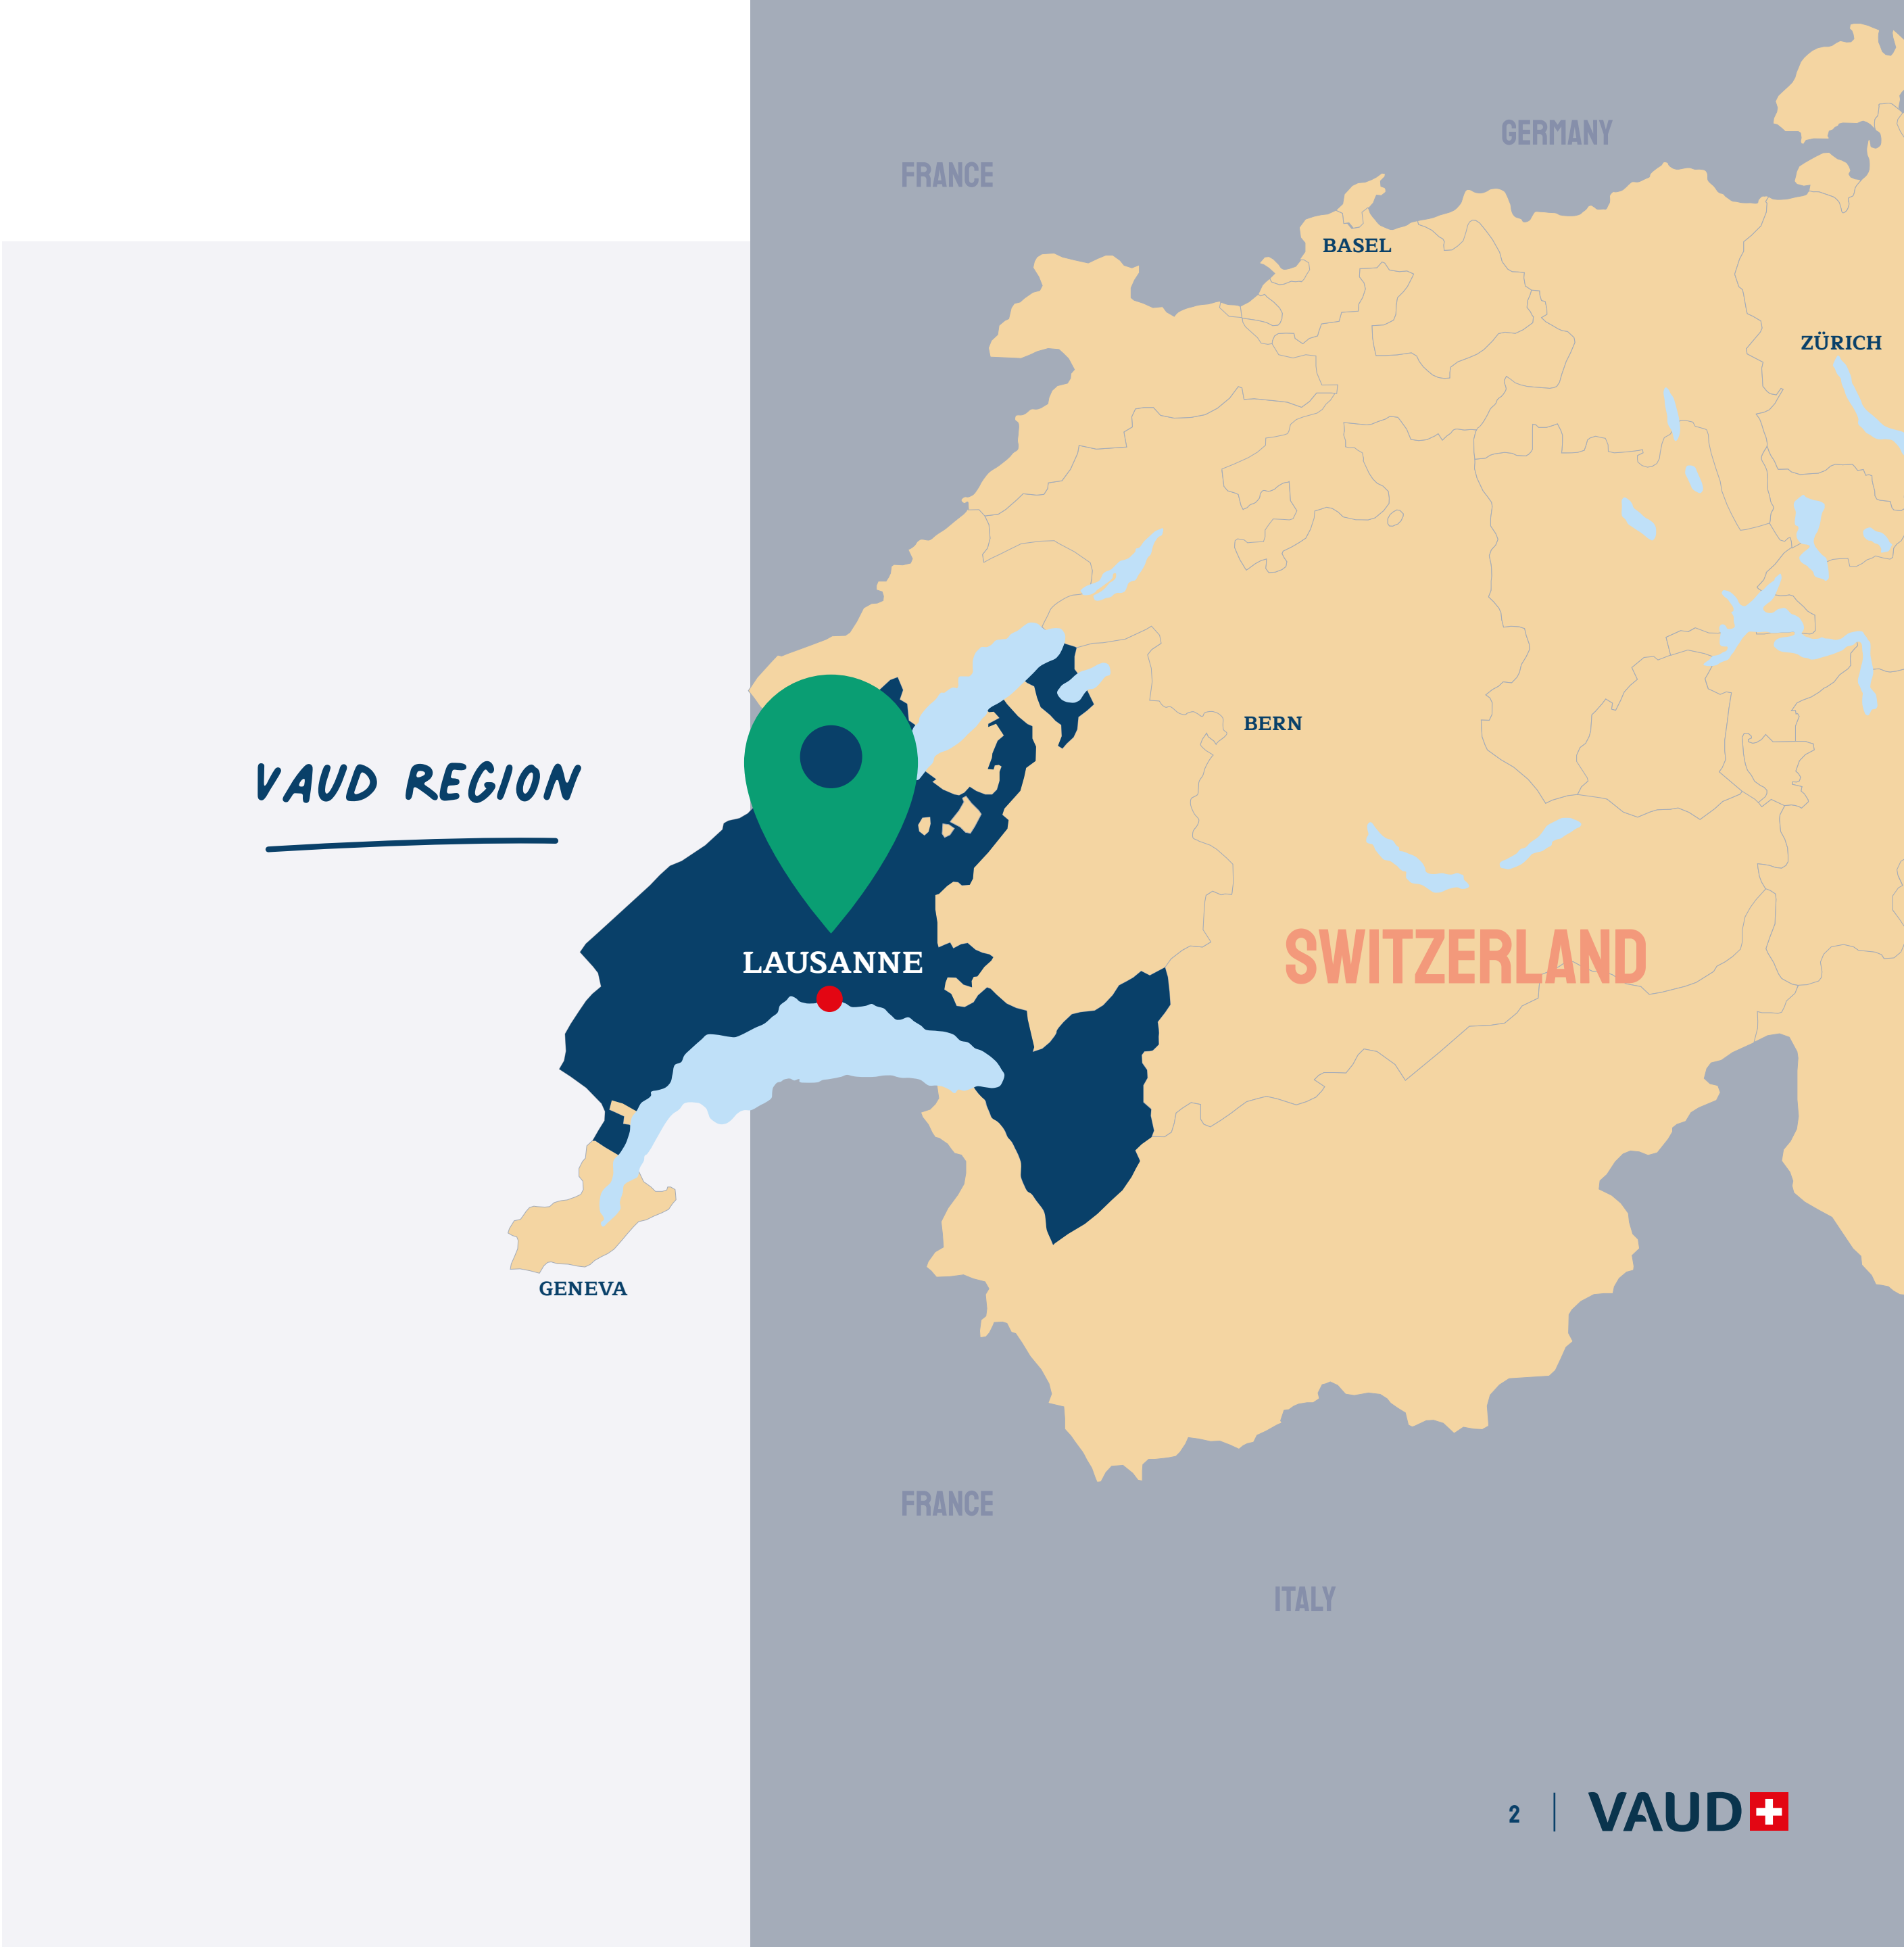 GERMANY
FRANCE
BASEL
ZÜRICH
BERN
VAUD REGION
SWITZERLAND
LAUSANNE
GENEVA
FRANCE
ITALY
2 | VAUD